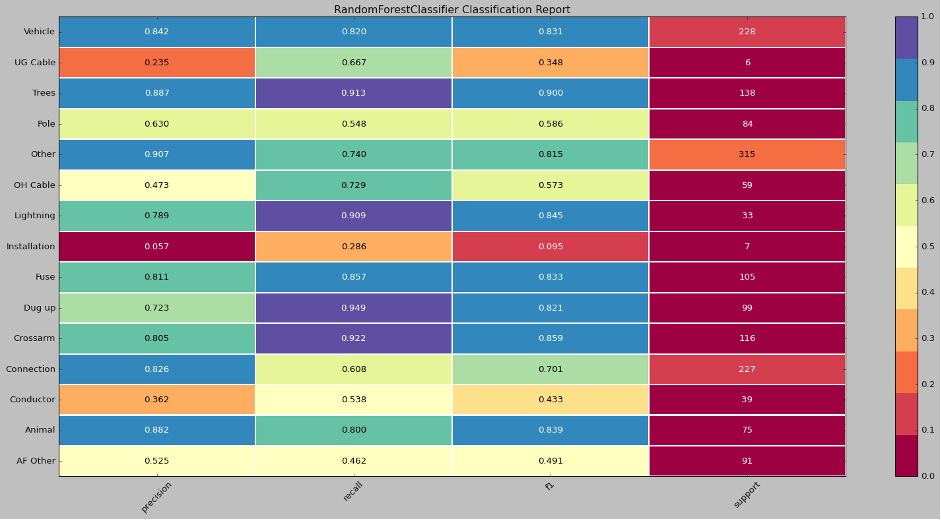 RandomForestClassifier Classification Report
Vehicle 0.842 0.820 0.831 228
UG Cable 0.235 0.667 0.348 6
Trees 0.887 0.913 0.900 138
Pole 0.630 0.548 0.586 84
Other 0.907 0.740 0.815 315
OH Cable 0.473 0.729 0.573 59
Lightning 0.789 0.909 0.845 33
Installation 0.057 0.286 0.095 7
Fuse 0.811 0.857 0.833 105
Dug up 0.723 0.949 0.821 99
Crossarm 0.805 0.922 0.859 116
Connection 0.826 0.608 0.701 227
Conductor 0.362 0.538 0.433 39
Animal 0.882 0.800 0.839 75
AF Other 0.525 0.462 0.491 91
precision recall f1 support
1.0
0.9
0.8
0.7
0.6
0.5
0.4
0.3
0.2
0.1
0.0